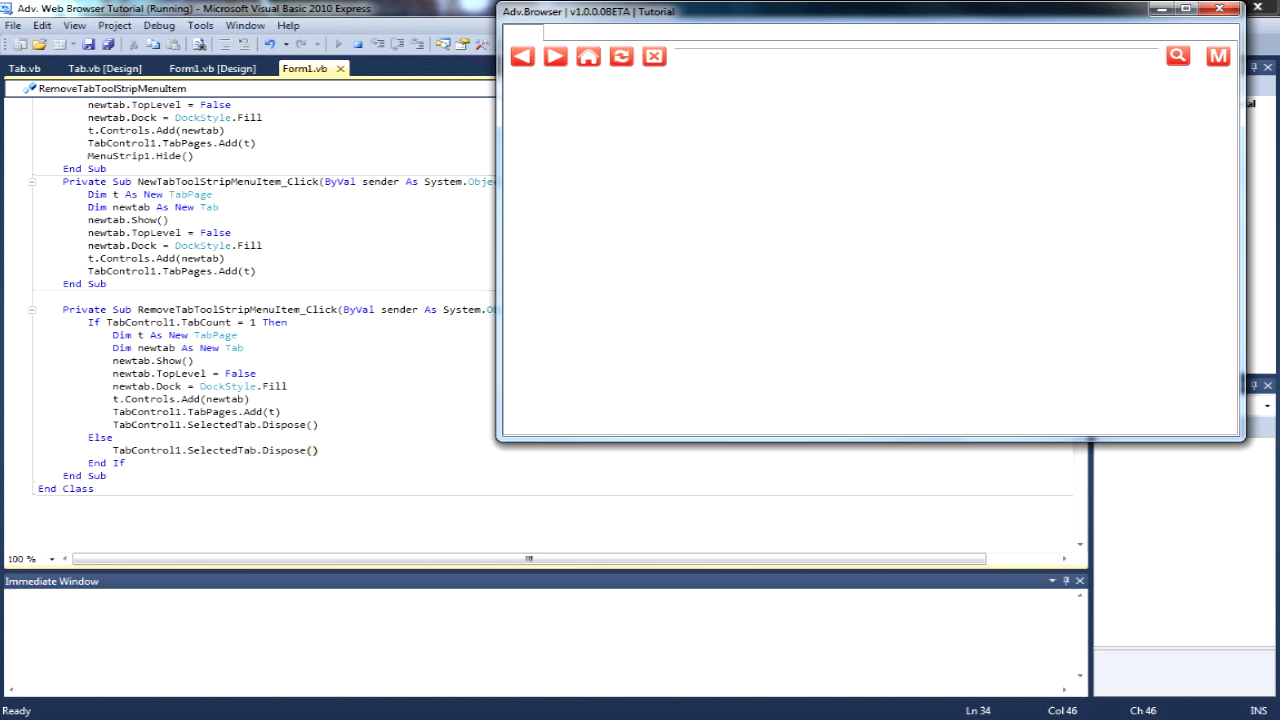 Adv. Web Browser Tutorial (Running) - Microsoft Visual Basic 2010 Express
File Edit View Project Debug Tools Window Help
Tab.vb Tab.vb [Design] Form1.vb [Design] Form1.vb
RemoveTabToolStripMenuItem
newtab.TopLevel = False
newtab.Dock = DockStyle.Fill
t.Controls.Add(newtab)
TabControl1.TabPages.Add(t)
MenuStrip1.Hide()
End Sub
Private Sub NewTabToolStripMenuItem_Click(ByVal sender As System.Objec
Dim t As New TabPage
Dim newtab As New Tab
newtab.Show()
newtab.TopLevel = False
newtab.Dock = DockStyle.Fill
t.Controls.Add(newtab)
TabControl1.TabPages.Add(t)
End Sub
Private Sub RemoveTabToolStripMenuItem_Click(ByVal sender As System.Ob
If TabControl1.TabCount = 1 Then
Dim t As New TabPage
Dim newtab As New Tab
newtab.Show()
newtab.TopLevel = False
newtab.Dock = DockStyle.Fill
t.Controls.Add(newtab)
TabControl1.TabPages.Add(t)
TabControl1.SelectedTab.Dispose()
Else
TabControl1.SelectedTab.Dispose()
End If
End Sub
End Class
100 %
Immediate Window
Ready Ln 34 Col 46 Ch 46 INS
Adv.Browser | v1.0.0.0BETA | Tutorial
M
al